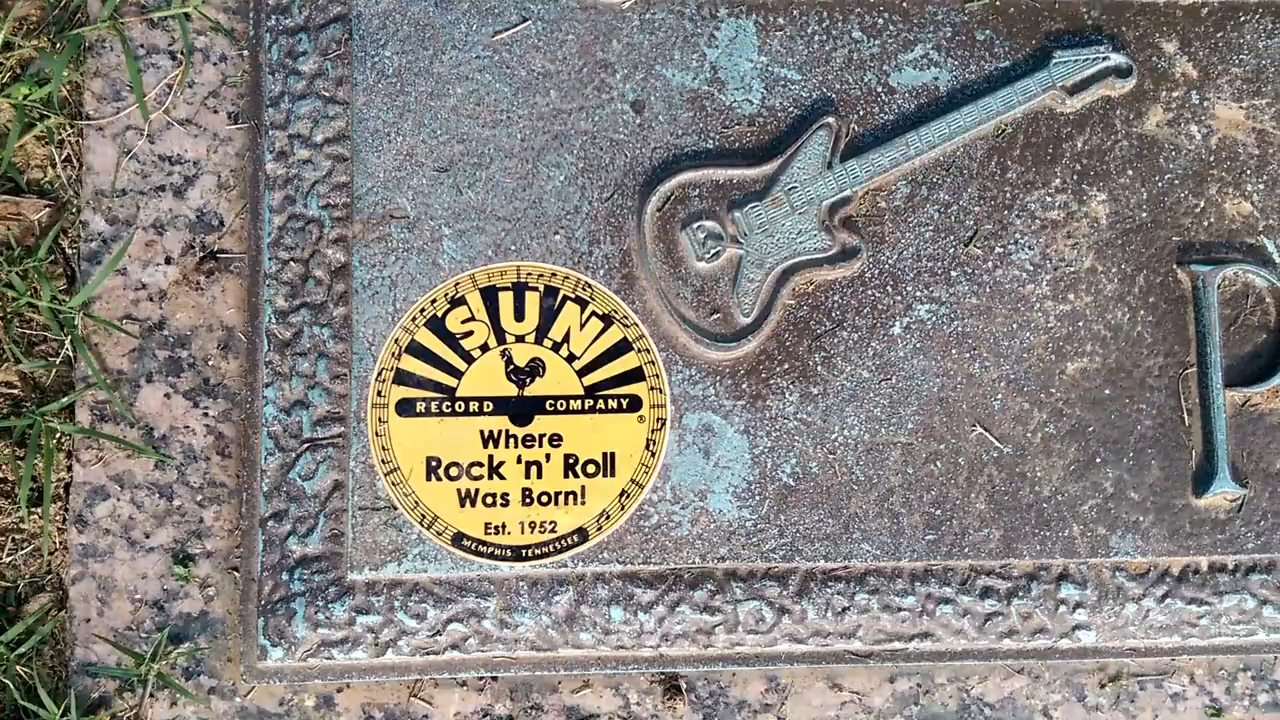 SUN
RECORD COMPANY
®
Where
Rock 'n' Roll
Was Born!
Est. 1952
MEMPHIS, TENNESSEE
P